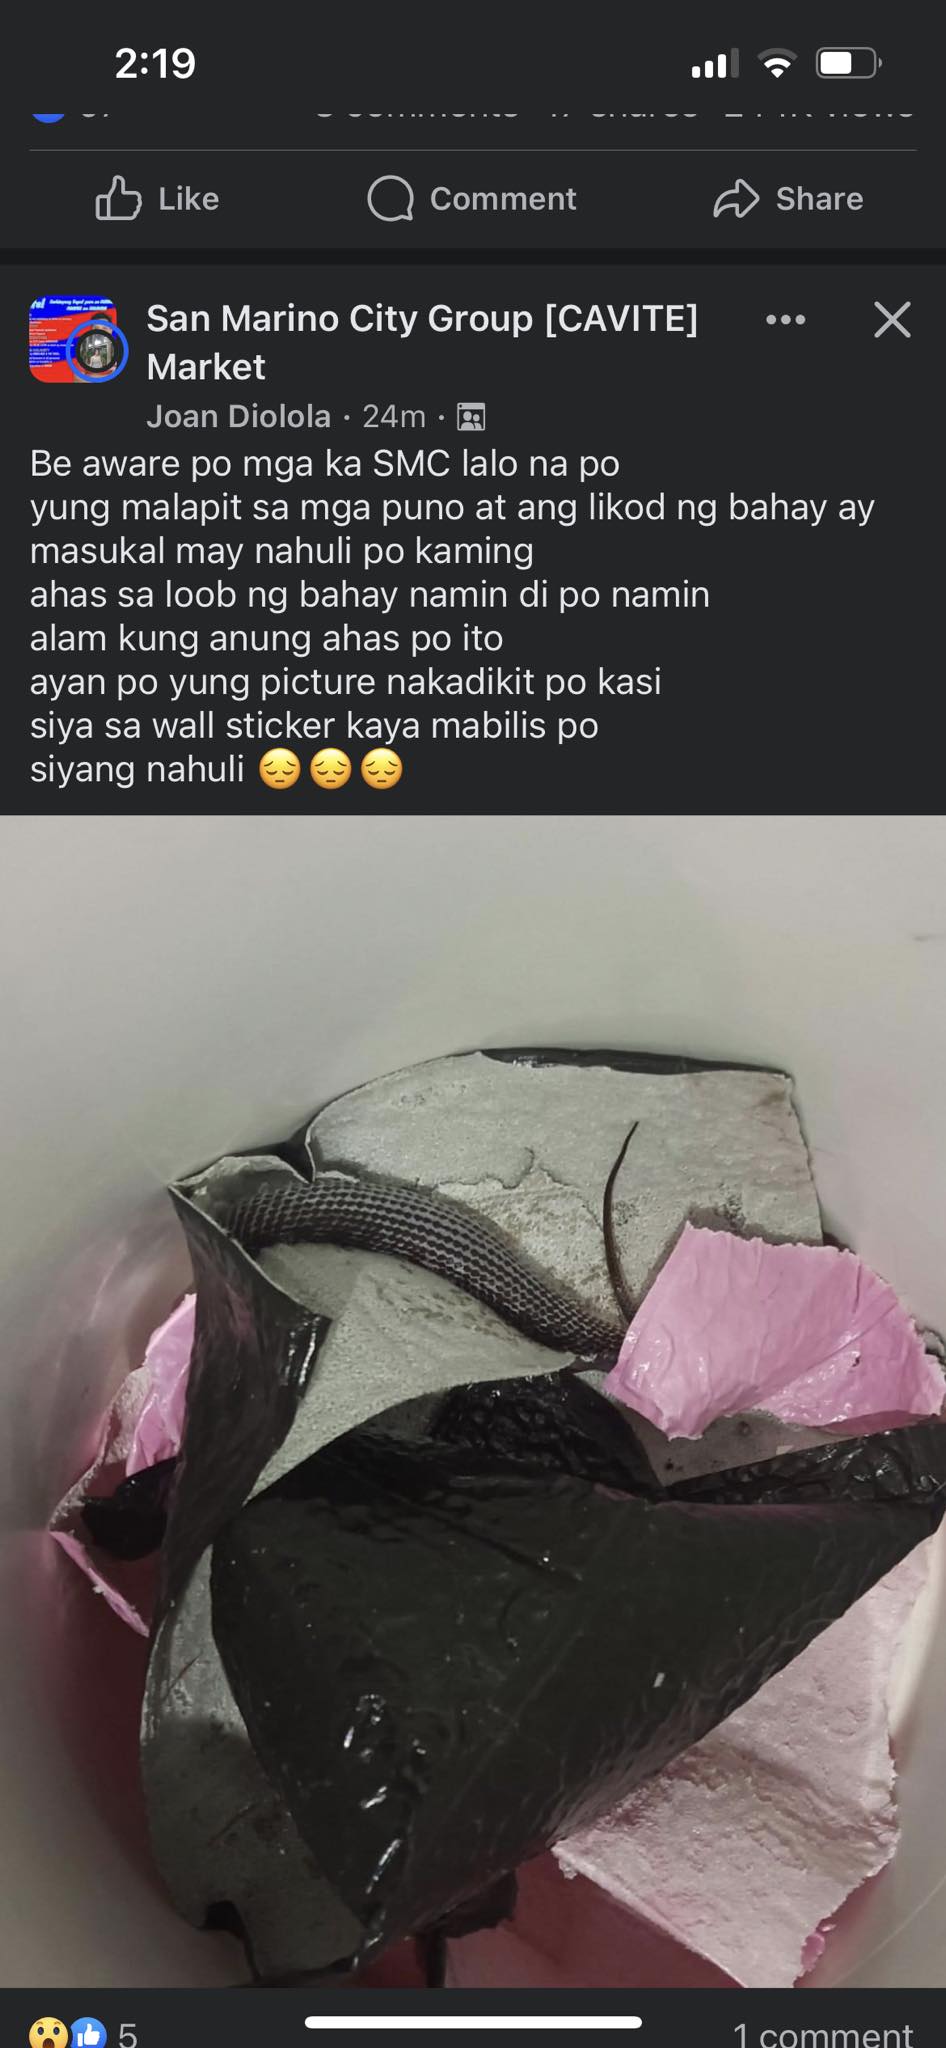 2:19
Like
Comment
Share
San Marino City Group [CAVITE]
Market
Joan Diolola · 24m ·
Be aware po mga ka SMC lalo na po
yung malapit sa mga puno at ang likod ng bahay ay
masukal may nahuli po kaming
ahas sa loob ng bahay namin di po namin
alam kung anung ahas po ito
ayan po yung picture nakadikit po kasi
siya sa wall sticker kaya mabilis po
siyang nahuli 😔😔😔
5
1 comment